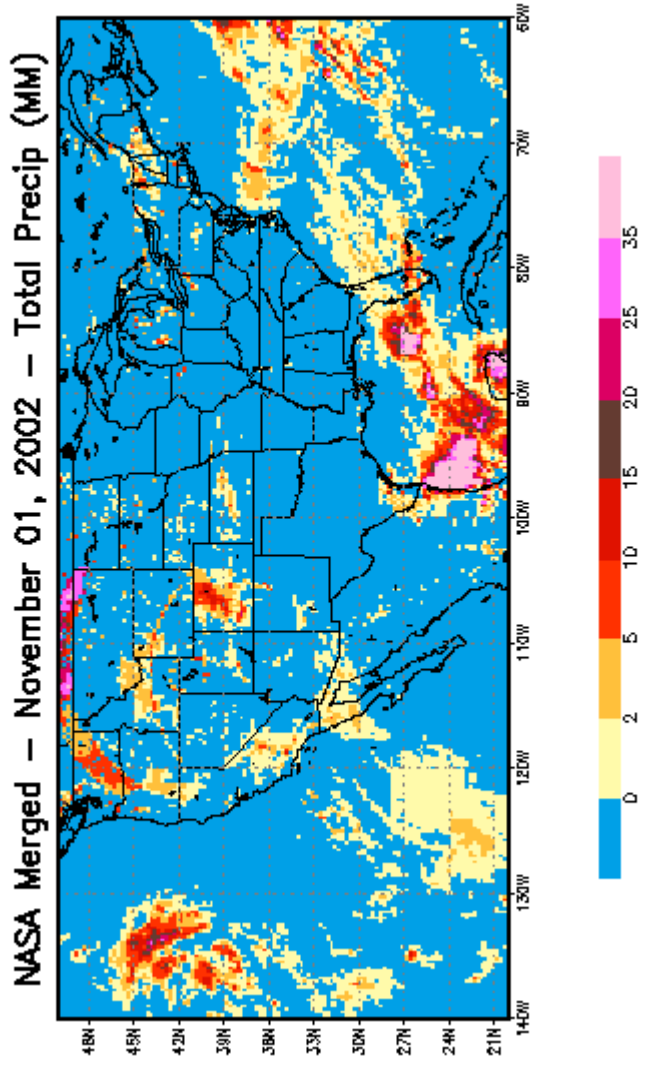 NASA Merged – November 01, 2002 – Total Precip (MM)
48N
45N
42N
39N
36N
33N
30N
27N
24N
21N
140W 130W 120W 110W 100W 90W 80W 70W 60W
0 2 5 10 15 20 25 35